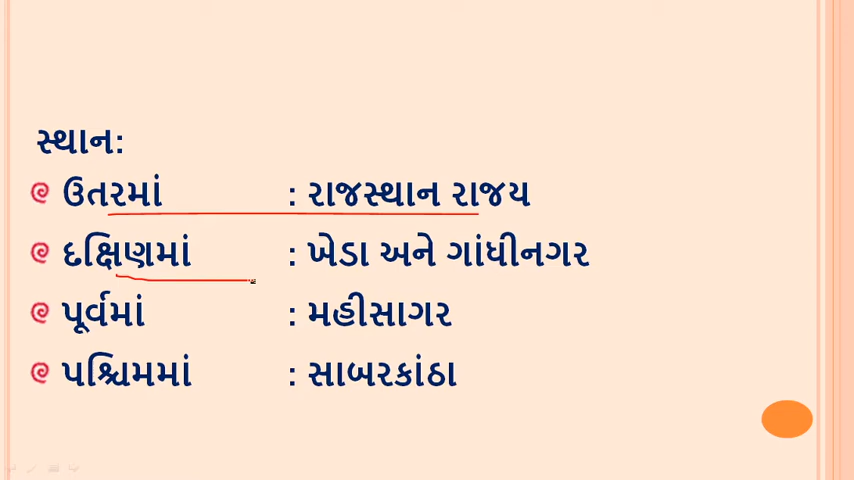 સ્થાન:
ઉતરમાં : રાજસ્થાન રાજય
દક્ષિણમાં : ખેડા અને ગાંધીનગર
પૂર્વમાં : મહીસાગર
પશ્ચિમમાં : સાબરકાંઠા